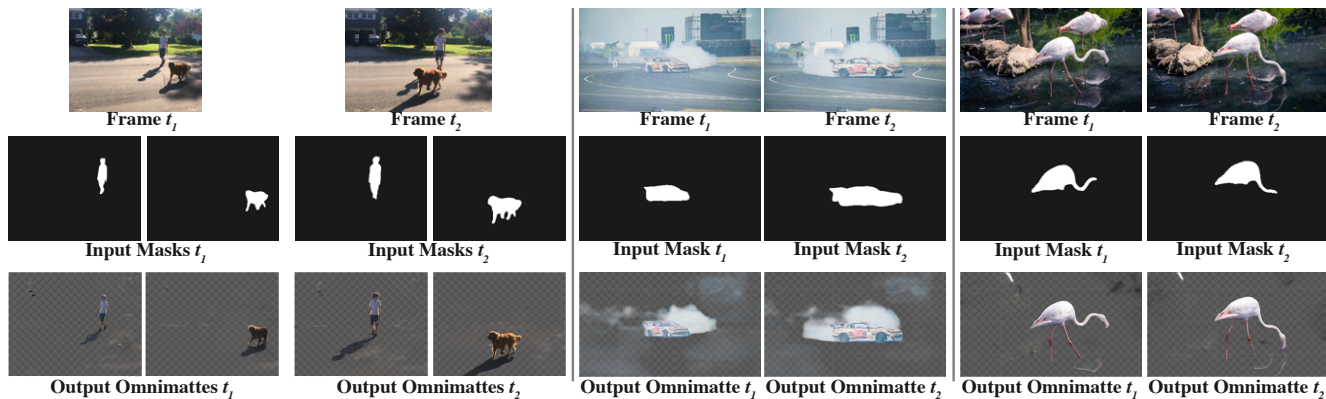 Frame t1 Frame t2 Frame t1 Frame t2 Frame t1 Frame t2
Input Masks t1 Input Masks t2 Input Mask t1 Input Mask t2 Input Mask t1 Input Mask t2
Output Omnimattes t1 Output Omnimattes t2 Output Omnimatte t1 Output Omnimatte t2 Output Omnimatte t1 Output Omnimatte t2